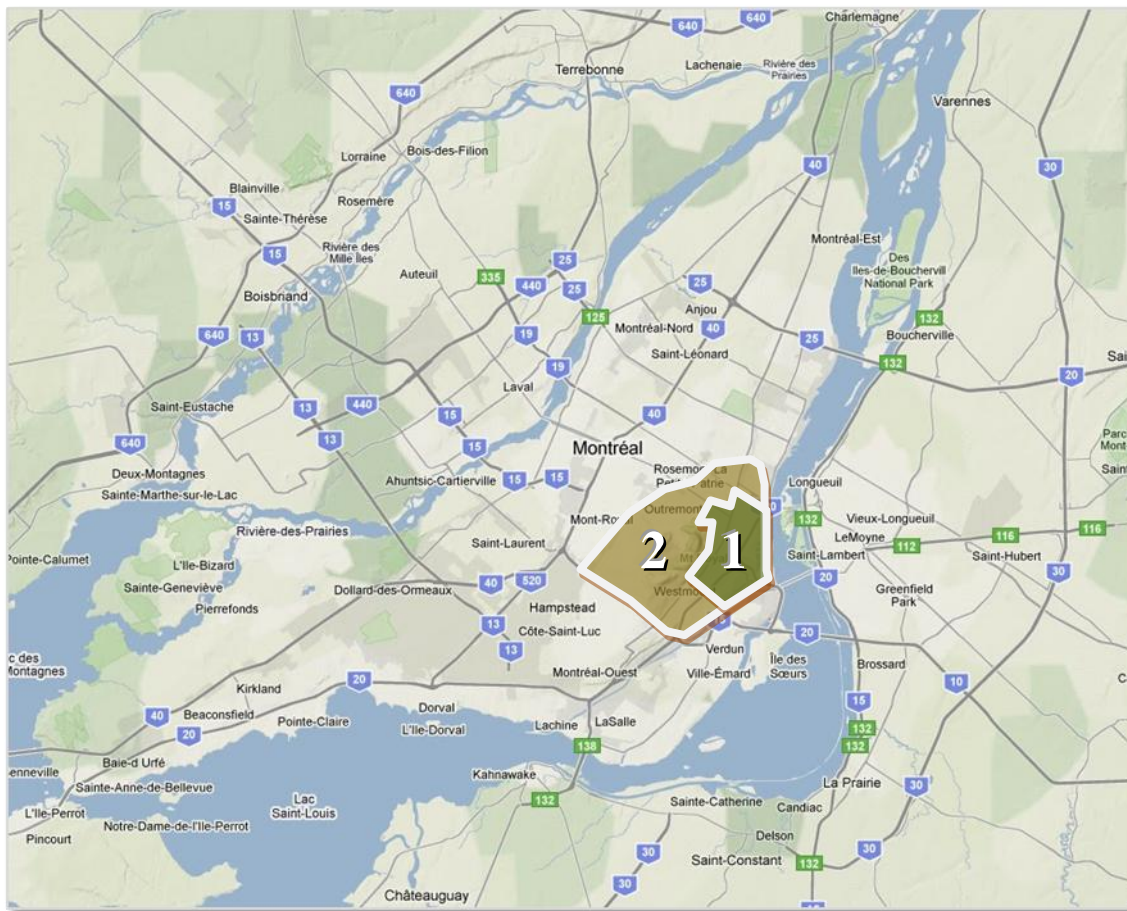 Charlemagne
640
640
Lachenaie
Rivière des
Prairies
Terrebonne
640
Varennes
Bois-des-Filion
Lorraine
40
30
Blainville
15
Rosemère
Sainte-Thérèse
Montréal-Est
15
Rivière des
Mille Îles
Des
Iles-de-Boucherville
National Park
Auteuil
335
25
440
25
25
Anjou
Boisbriand
125
Montréal-Nord
40
132
Boucherville
640
13
19
Saint-Léonard
25
132
19
20
Laval
Saint-Eustache
13
440
15
40
640
13
15
Montréal
Deux-Montagnes
Ahuntsic-Cartierville
15
15
Rosemont
Longueuil
Sainte-Marthe-sur-le-Lac
Outremont
Rivière-des-Prairies
Mont-Royal
132
Vieux-Longueuil
116
116
LeMoyne
112
Saint-Laurent
2
1
Saint-Lambert
Saint-Hubert
Pointe-Calumet
L'Ile-Bizard
Sainte-Geneviève
40
520
20
30
Pierrefonds
Dollard-des-Ormeaux
Greenfield
Park
Hampstead
13
Côte-Saint-Luc
15
20
13
Verdun
Île des
Sœurs
Brossard
Montréal-Ouest
Ville-Émard
Kirkland
20
10
40
Beaconsfield
Pointe-Claire
Dorval
L'Ile-Dorval
Lachine
LaSalle
15
20
132
138
132
Baie-d Urfé
Kahnawake
La Prairie
30
Sainte-Anne-de-Bellevue
132
Sainte-Catherine
Candiac
L'Ile-Perrot
Lac
Saint-Louis
Notre-Dame-de-l'Ile-Perrot
Pincourt
Delson
30
30
Saint-Constant
132
30
Châteauguay